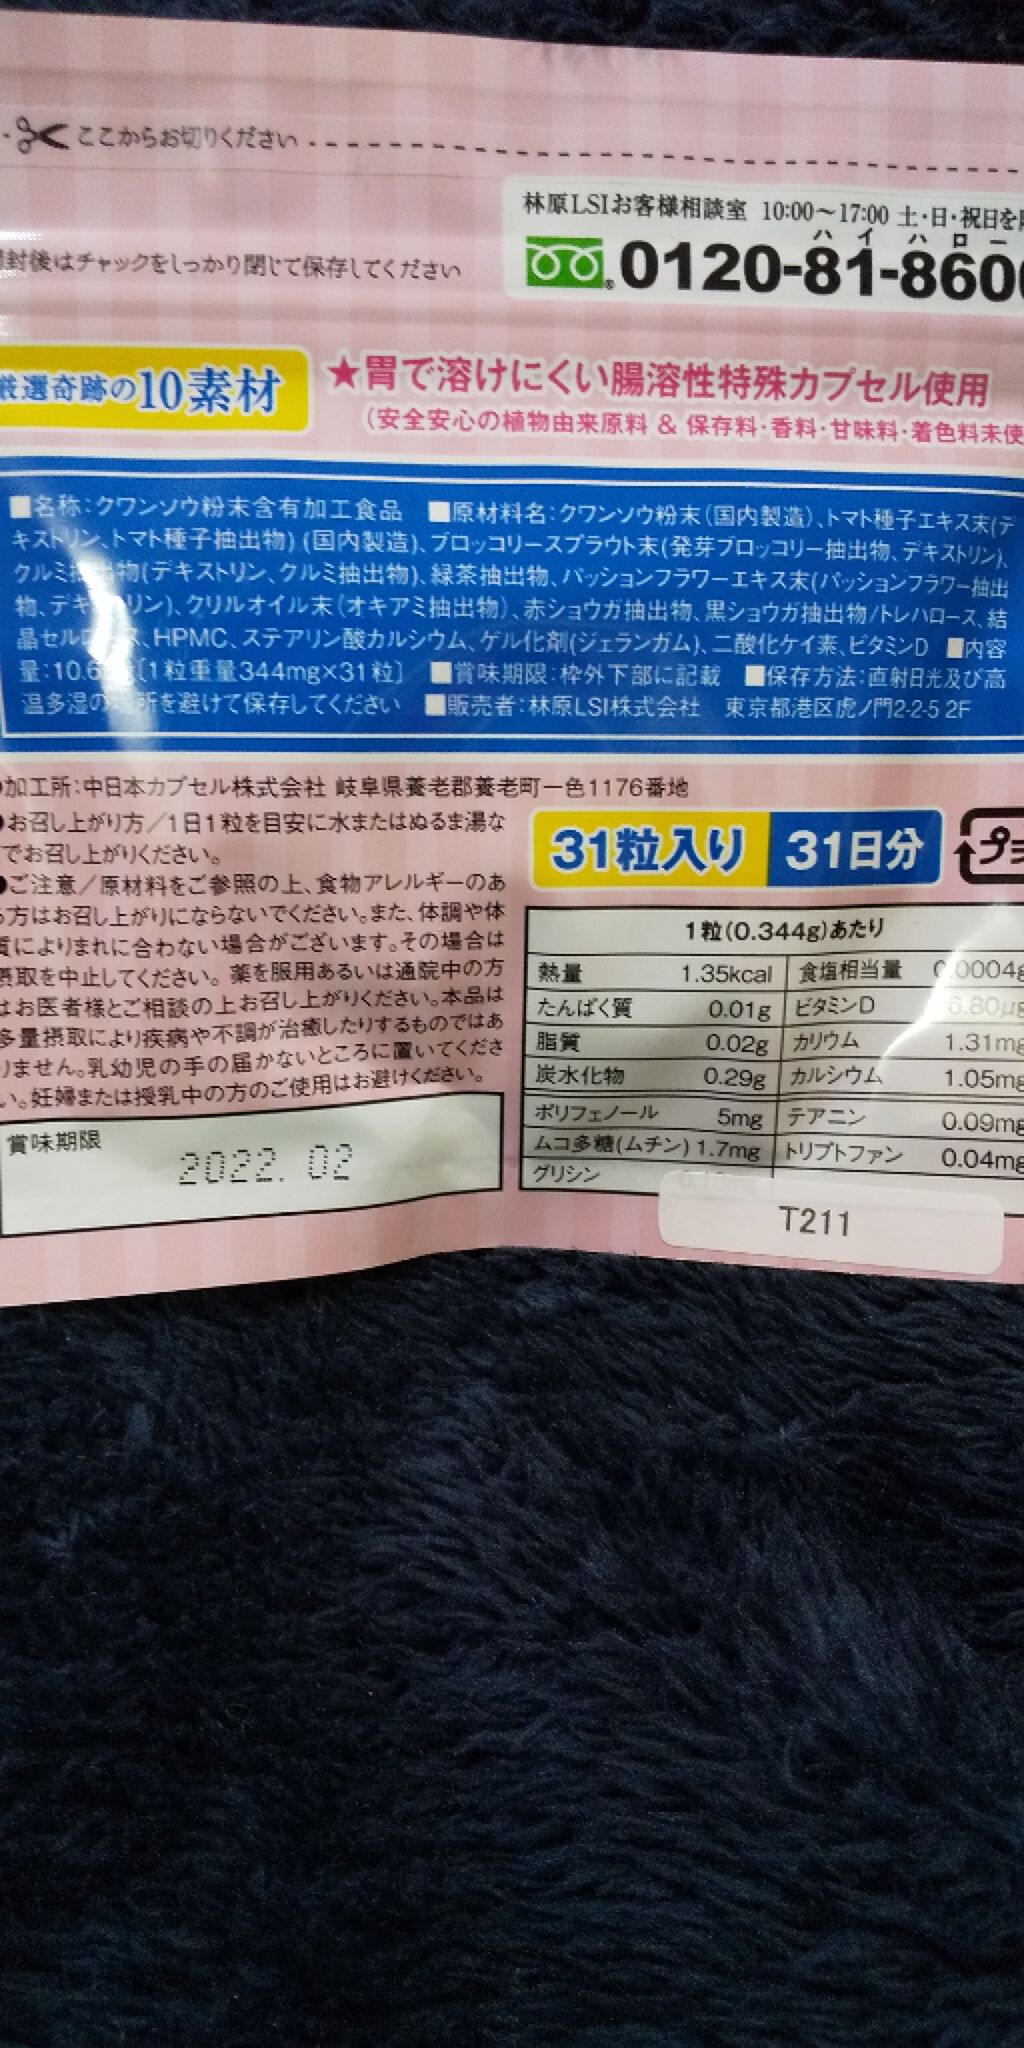 ここからお切りください
林原LSIお客様相談室 10:00~17:00 土・日・祝日を
ハイ ハロー
0120-81-860
封後はチャックをしっかり閉じて保存してください
厳選奇跡の10素材
★胃で溶けにくい腸溶性特殊カプセル使用
(安全安心の植物由来原料 & 保存料・香料・甘味料・着色料未使
■名称:クワンソウ粉末含有加工食品 ■原材料名:クワンソウ粉末(国内製造)、トマト種子エキス末(デ
キストリン、トマト種子抽出物)(国内製造)、ブロッコリースプラウト末(発芽ブロッコリー抽出物、デキストリン)、
クルミ抽出物(デキストリン、クルミ抽出物)、緑茶抽出物、パッションフラワーエキス末(パッションフラワー抽出
物、デキストリン)、クリルオイル末(オキアミ抽出物)、赤ショウガ抽出物、黒ショウガ抽出物/トレハロース、結
晶セルロース、HPMC、ステアリン酸カルシウム、ゲル化剤(ジェランガム)、二酸化ケイ素、ビタミンD ■内容
量:10.6 g[1粒重量344mg×31粒] ■賞味期限:枠外下部に記載 ■保存方法:直射日光及び高
温多湿の場所を避けて保存してください ■販売者:林原LSI株式会社 東京都港区虎ノ門2-2-5 2F
●加工所:中日本カプセル株式会社 岐阜県養老郡養老町一色1176番地
●お召し上がり方/1日1粒を目安に水またはぬるま湯な
でお召し上がりください。
●ご注意/原材料をご参照の上、食物アレルギーのあ
る方はお召し上がりにならないでください。また、体調や体
質によりまれに合わない場合がございます。その場合は
摂取を中止してください。薬を服用あるいは通院中の方
はお医者様とご相談の上お召し上がりください。本品は
多量摂取により疾病や不調が治癒したりするものではあ
りません。乳幼児の手の届かないところに置いてくださ
い。妊婦または授乳中の方のご使用はお避けください。
賞味期限
2022. 02
31粒入り 31日分
プラ
1粒(0.344g)あたり
熱量 1.35kcal 食塩相当量 0.0004g
たんぱく質 0.01g ビタミンD 6.80μg
脂質 0.02g カリウム 1.31mg
炭水化物 0.29g カルシウム 1.05mg
ポリフェノール 5mg テアニン 0.09mg
ムコ多糖(ムチン) 1.7mg トリプトファン 0.04mg
グリシン
T211